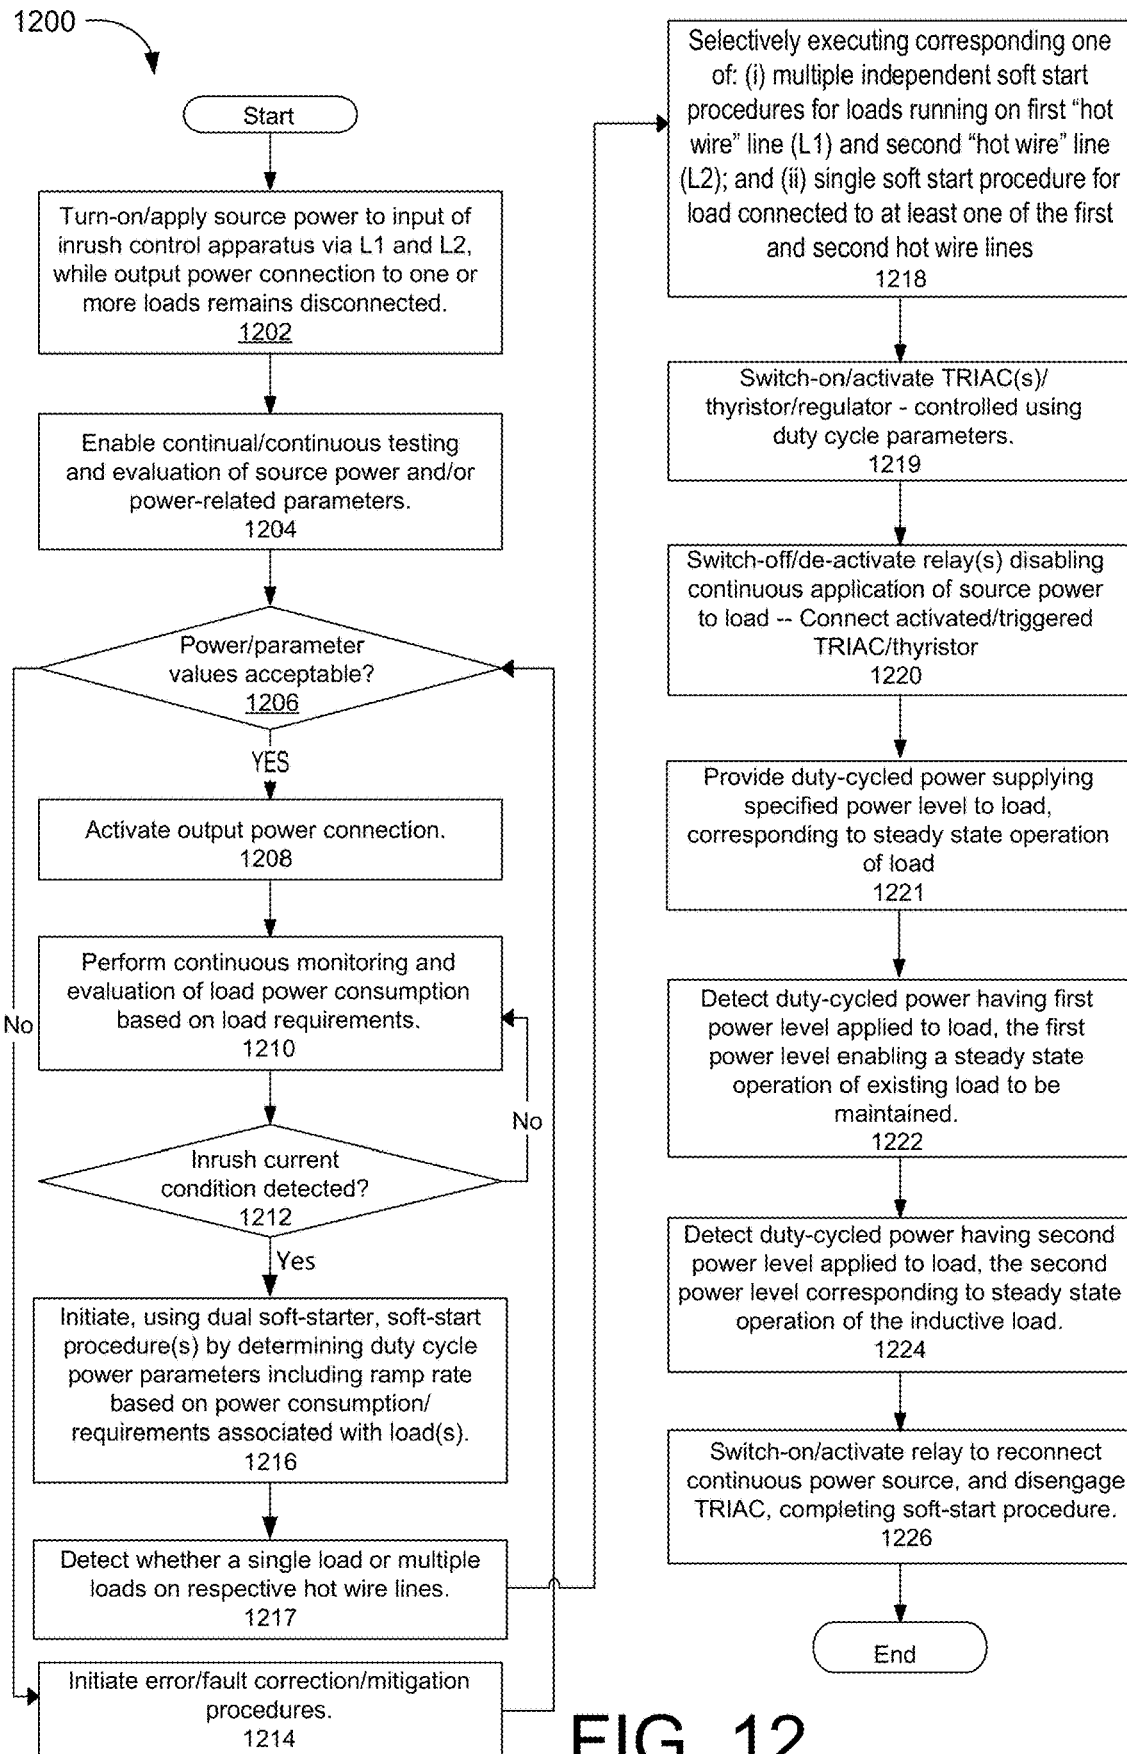 1200
Start
Turn-on/apply source power to input of
inrush control apparatus via L1 and L2,
while output power connection to one or
more loads remains disconnected.
1202
Enable continual/continuous testing
and evaluation of source power and/or
power-related parameters.
1204
Power/parameter
values acceptable?
1206
YES
Activate output power connection.
1208
Perform continuous monitoring and
evaluation of load power consumption
based on load requirements.
1210
No
No
Inrush current
condition detected?
1212
Yes
Initiate, using dual soft-starter, soft-start
procedure(s) by determining duty cycle
power parameters including ramp rate
based on power consumption/
requirements associated with load(s).
1216
Detect whether a single load or multiple
loads on respective hot wire lines.
1217
Initiate error/fault correction/mitigation
procedures.
1214
Selectively executing corresponding one
of: (i) multiple independent soft start
procedures for loads running on first “hot
wire” line (L1) and second “hot wire” line
(L2); and (ii) single soft start procedure for
load connected to at least one of the first
and second hot wire lines
1218
Switch-on/activate TRIAC(s)/
thyristor/regulator - controlled using
duty cycle parameters.
1219
Switch-off/de-activate relay(s) disabling
continuous application of source power
to load -- Connect activated/triggered
TRIAC/thyristor
1220
Provide duty-cycled power supplying
specified power level to load,
corresponding to steady state operation
of load
1221
Detect duty-cycled power having first
power level applied to load, the first
power level enabling a steady state
operation of existing load to be
maintained.
1222
Detect duty-cycled power having second
power level applied to load, the second
power level corresponding to steady state
operation of the inductive load.
1224
Switch-on/activate relay to reconnect
continuous power source, and disengage
TRIAC, completing soft-start procedure.
1226
End
FIG. 12